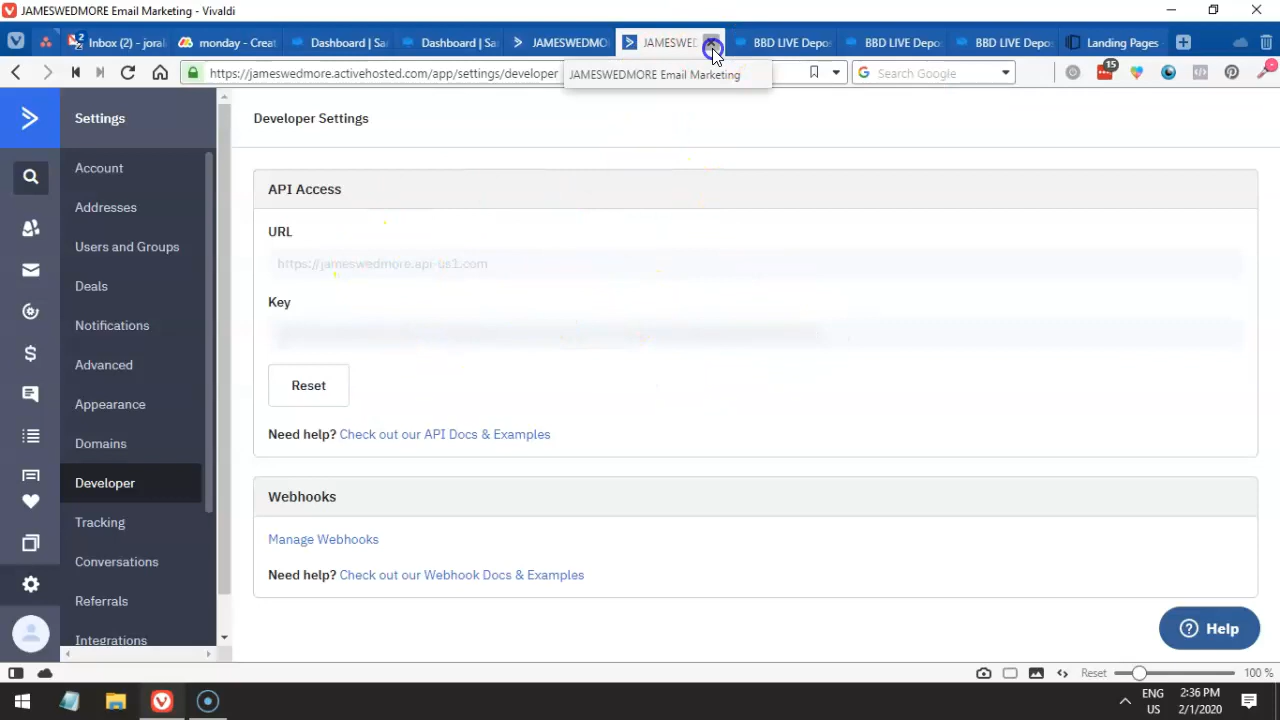 JAMESWEDMORE Email Marketing - Vivaldi
2 Inbox (2) - joral
monday - Creat
Dashboard | Sa
Dashboard | Sa
JAMESWEDMO
JAMESWED
BBD LIVE Depo
BBD LIVE Depo
BBD LIVE Depo
Landing Pages
https://jameswedmore.activehosted.com/app/settings/developer
Search Google
15
JAMESWEDMORE Email Marketing
Settings
Developer Settings
Account
Addresses
Users and Groups
Deals
Notifications
Advanced
Appearance
Domains
Developer
Tracking
Conversations
Referrals
Integrations
API Access
URL
https://jameswedmore.api-us1.com
Key
Reset
Need help? Check out our API Docs & Examples
Webhooks
Manage Webhooks
Need help? Check out our Webhook Docs & Examples
Help
Reset
100 %
ENG
US
2:36 PM
2/1/2020